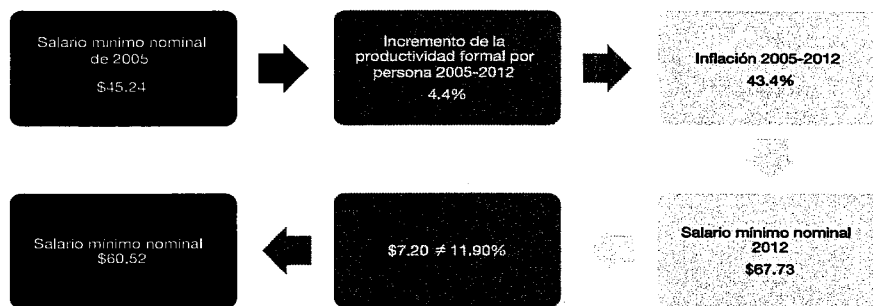 Salario mínimo nominal
de 2005
$45.24
Incremento de la
productividad formal por
persona 2005-2012
4.4%
Inflación 2005-2012
43.4%
Salario mínimo nominal
2012
$67.73
$7.20 ≠ 11.90%
Salario mínimo nominal
$60.52